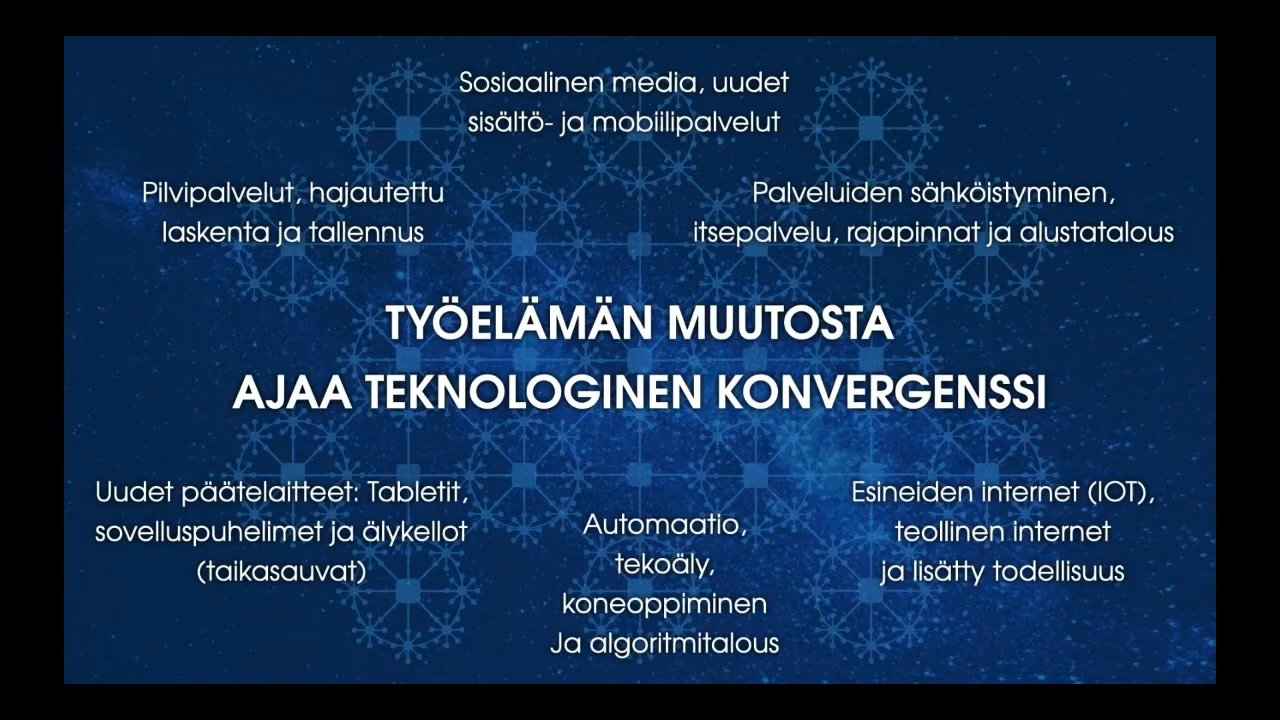 Sosiaalinen media, uudet
sisältö- ja mobiilipalvelut
Pilvipalvelut, hajautettu
laskenta ja tallennus
Palveluiden sähköistyminen,
itsepalvelu, rajapinnat ja alustatalous
TYÖELÄMÄN MUUTOSTA
AJAA TEKNOLOGINEN KONVERGENSSI
Uudet päätelaitteet: Tabletit,
sovelluspuhelimet ja älykellot
(taikasauvat)
Automaatio,
tekoäly,
koneoppiminen
Ja algoritmitalous
Esineiden internet (IOT),
teollinen internet
ja lisätty todellisuus